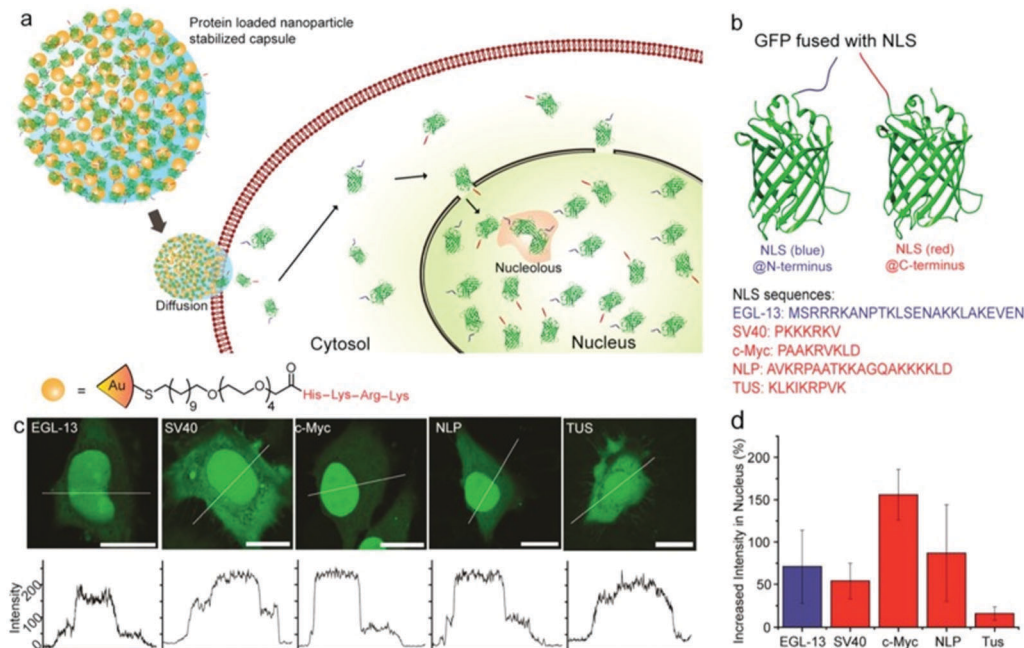 a
Protein loaded nanoparticle
stabilized capsule
Diffusion
Cytosol
Nucleolous
Nucleus
= Au S 9 O O 4 O His–Lys–Arg–Lys
b
GFP fused with NLS
NLS (blue)
@N-terminus
NLS (red)
@C-terminus
NLS sequences:
EGL-13: MSRRRKANPTKLSENAKKLAKEVEN
SV40: PKKKRKV
c-Myc: PAAKRVKLD
NLP: AVKRPAATKKAGQAKKKKLD
TUS: KLKIKRPVK
c
EGL-13
SV40
c-Myc
NLP
TUS
Intensity
0 100 200
d
Increased Intensity in Nucleus (%)
200
150
100
50
0
EGL-13 SV40 c-Myc NLP Tus